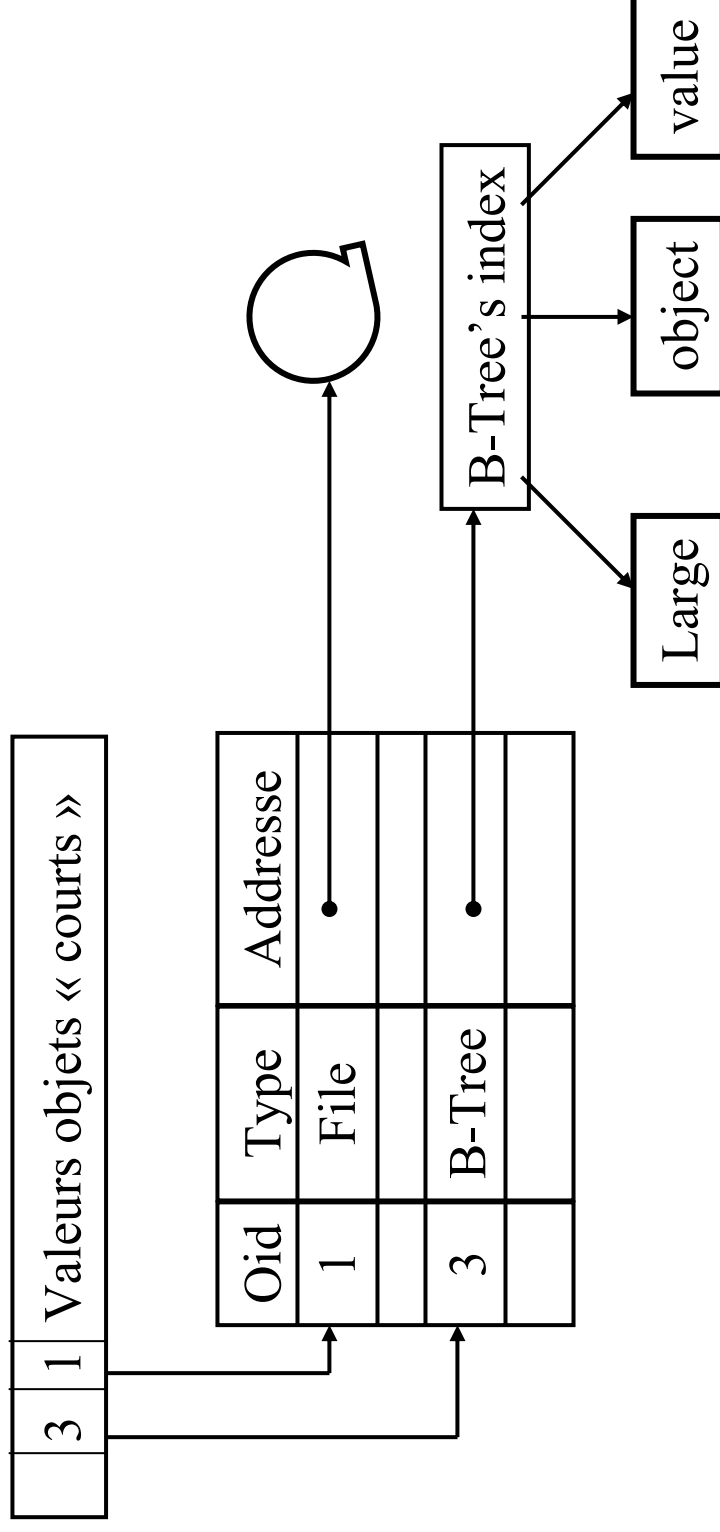 3 1 Valeurs objets « courts »
Oid Type Addresse
1 File
3 B-Tree
B-Tree’s index
Large object value